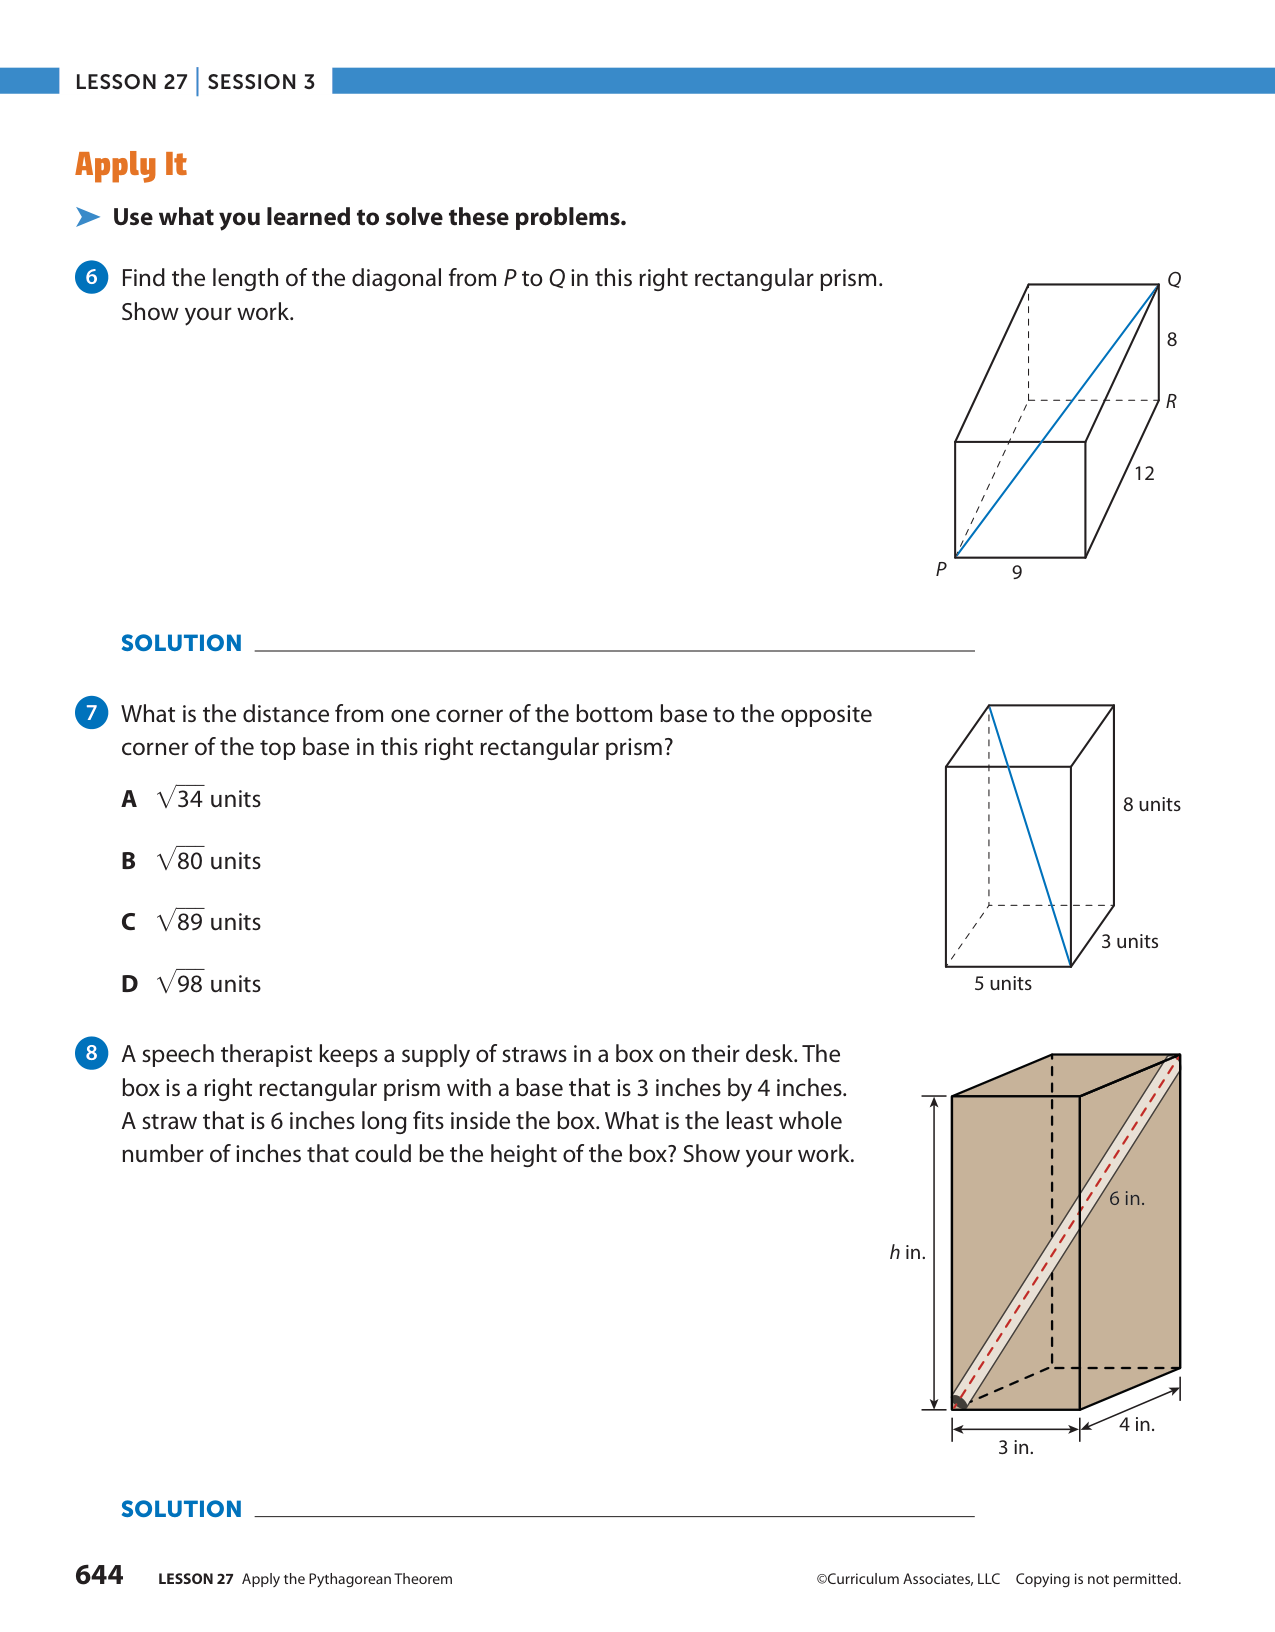 LESSON 27 | SESSION 3
Apply It
Use what you learned to solve these problems.
6 Find the length of the diagonal from P to Q in this right rectangular prism.
Show your work.
Q
8
R
12
P
9
SOLUTION
7 What is the distance from one corner of the bottom base to the opposite
corner of the top base in this right rectangular prism?
A √34 units
B √80 units
C √89 units
D √98 units
8 units
3 units
5 units
8 A speech therapist keeps a supply of straws in a box on their desk. The
box is a right rectangular prism with a base that is 3 inches by 4 inches.
A straw that is 6 inches long fits inside the box. What is the least whole
number of inches that could be the height of the box? Show your work.
6 in.
h in.
4 in.
3 in.
SOLUTION
644 LESSON 27 Apply the Pythagorean Theorem
©Curriculum Associates, LLC Copying is not permitted.